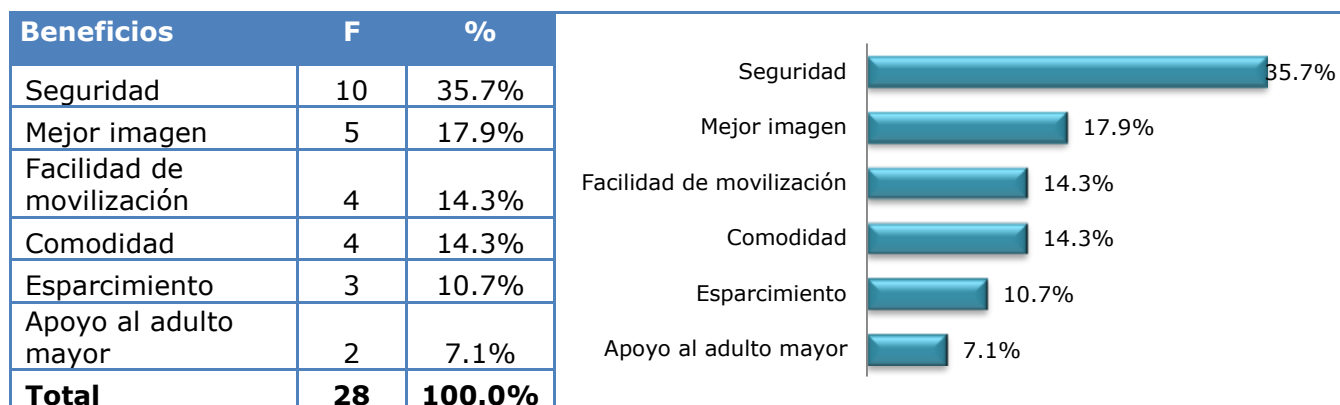 Beneficios F %
Seguridad 10 35.7%
Mejor imagen 5 17.9%
Facilidad de
movilización 4 14.3%
Comodidad 4 14.3%
Esparcimiento 3 10.7%
Apoyo al adulto
mayor 2 7.1%
Total 28 100.0%
Seguridad 35.7%
Mejor imagen 17.9%
Facilidad de movilización 14.3%
Comodidad 14.3%
Esparcimiento 10.7%
Apoyo al adulto mayor 7.1%